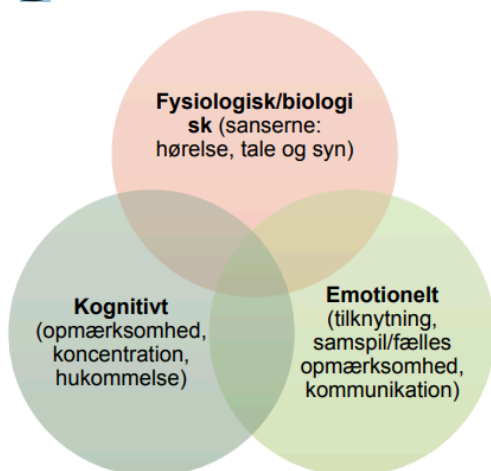 Fysiologisk/biologi
sk (sanserne:
hørelse, tale og syn)
Kognitivt
(opmærksomhed,
koncentration,
hukommelse)
Emotionelt
(tilknytning,
samspil/fælles
opmærksomhed,
kommunikation)